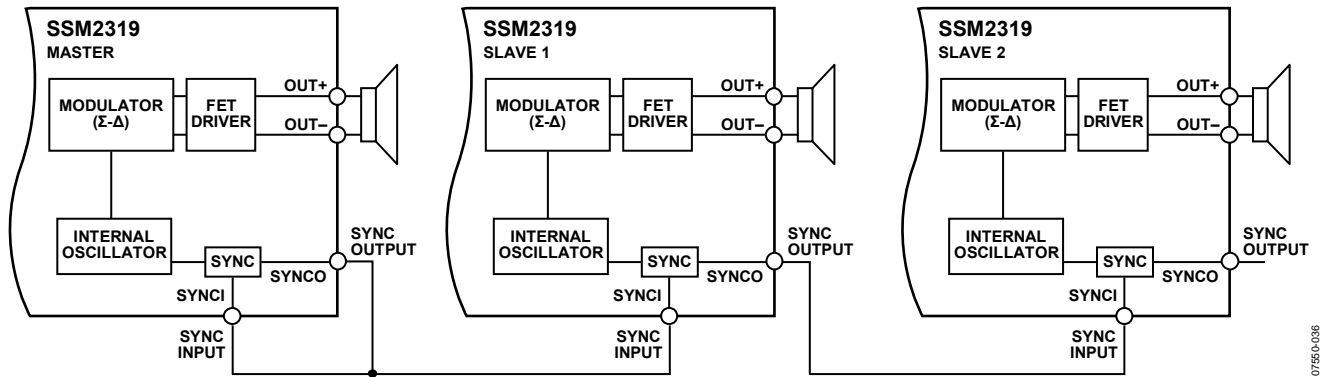 SSM2319
MASTER
MODULATOR
(Σ-Δ)
FET
DRIVER
OUT+
OUT–
INTERNAL
OSCILLATOR
SYNC
SYNCO
SYNC
OUTPUT
SYNCI
SYNC
INPUT
SSM2319
SLAVE 1
MODULATOR
(Σ-Δ)
FET
DRIVER
OUT+
OUT–
INTERNAL
OSCILLATOR
SYNC
SYNCO
SYNC
OUTPUT
SYNCI
SYNC
INPUT
SSM2319
SLAVE 2
MODULATOR
(Σ-Δ)
FET
DRIVER
OUT+
OUT–
INTERNAL
OSCILLATOR
SYNC
SYNCO
SYNC
OUTPUT
SYNCI
SYNC
INPUT
07550-036